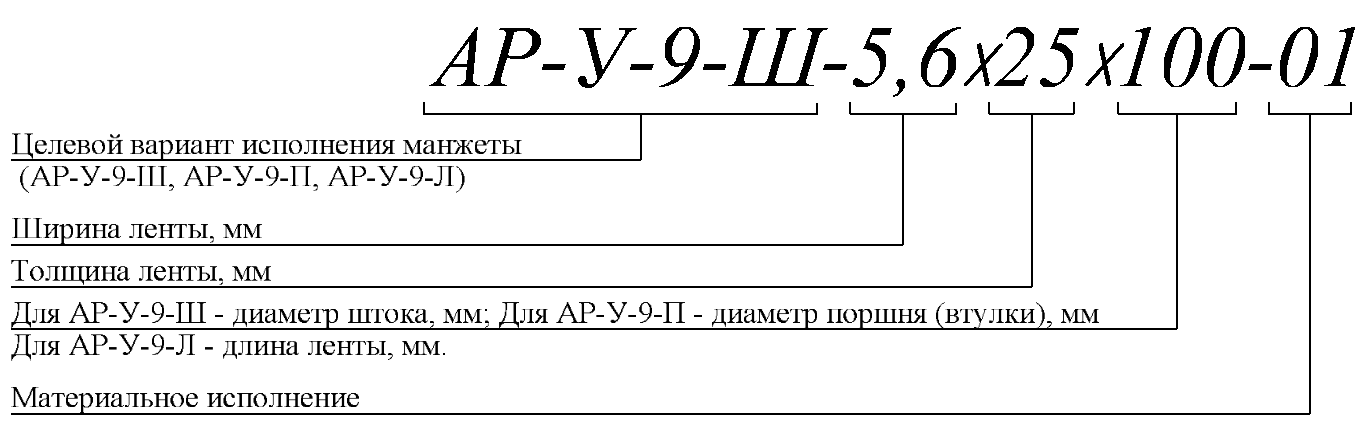 АР-У-9-Ш-5,6х25х100-01
Целевой вариант исполнения манжеты
(АР-У-9-Ш, АР-У-9-П, АР-У-9-Л)
Ширина ленты, мм
Толщина ленты, мм
Для АР-У-9-Ш - диаметр штока, мм; Для АР-У-9-П - диаметр поршня (втулки), мм
Для АР-У-9-Л - длина ленты, мм.
Материальное исполнение